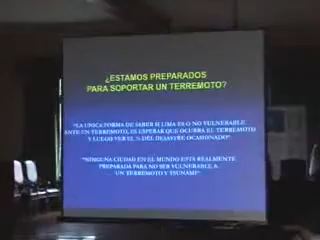 ¿ESTAMOS PREPARADOS
PARA SOPORTAR UN TERREMOTO?
"LA UNICA FORMA DE SABER SI LIMA ES O NO VULNERABLE
ANTE UN TERREMOTO, ES ESPERAR QUE OCURRA EL TERREMOTO
Y LUEGO VER EL % DEL DESASTRE OCASIONADO"
"NINGUNA CIUDAD EN EL MUNDO ESTA REALMENTE
PREPARADA PARA NO SER VULNERABLE A
UN TERREMOTO Y TSUNAMI"